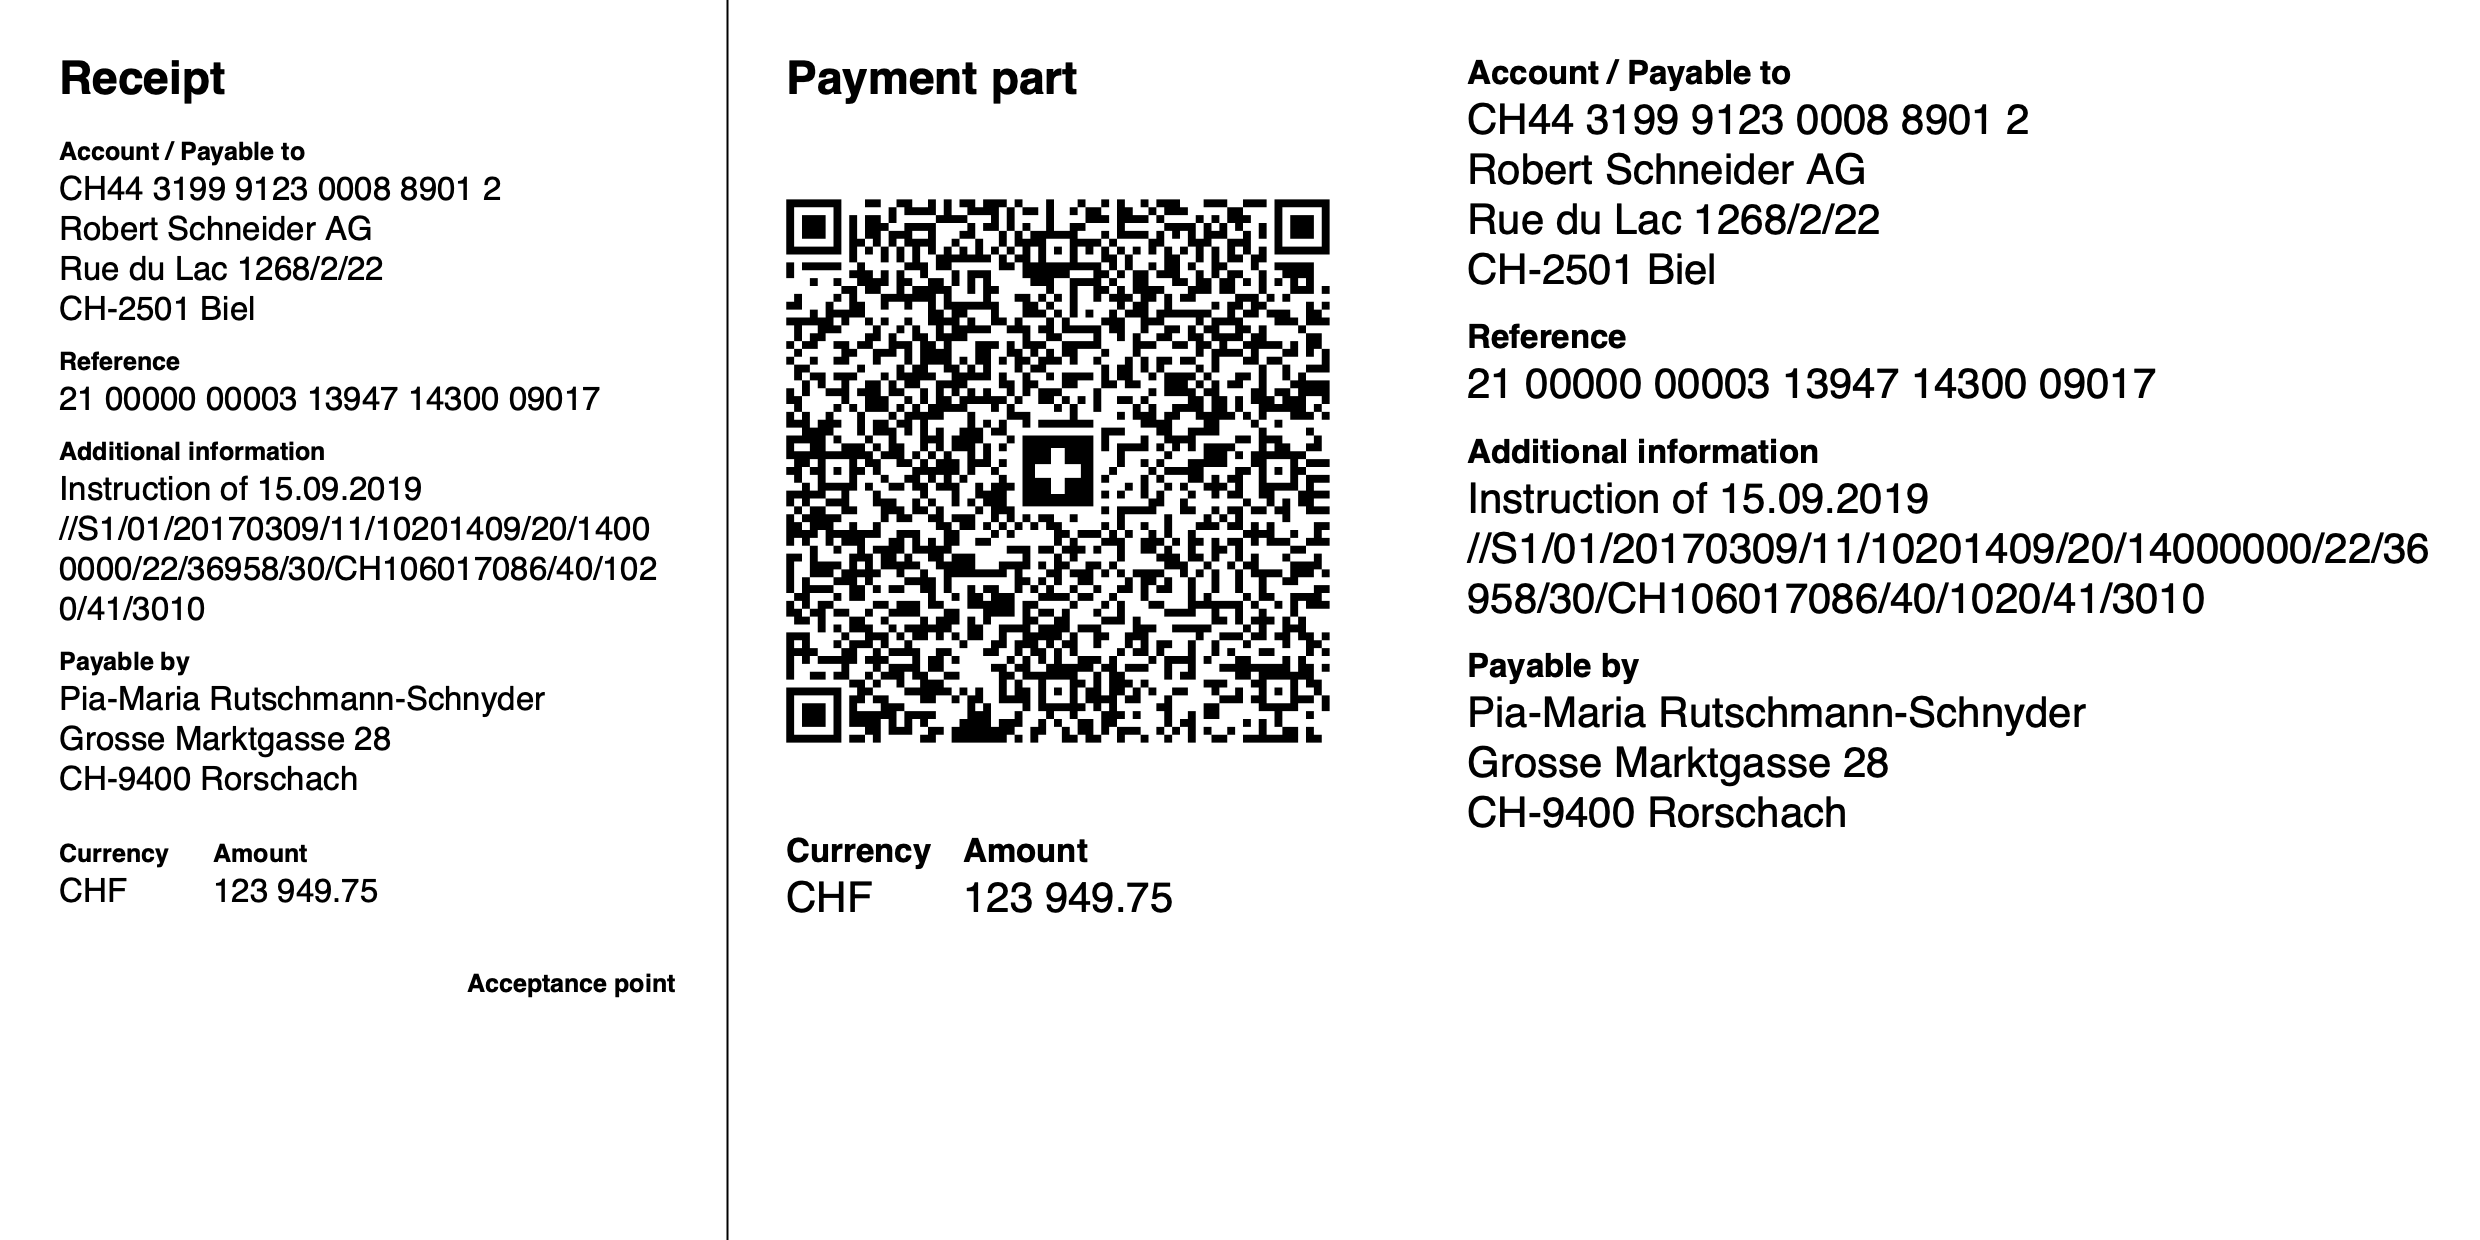 Receipt
Account / Payable to
CH44 3199 9123 0008 8901 2
Robert Schneider AG
Rue du Lac 1268/2/22
CH-2501 Biel
Reference
21 00000 00003 13947 14300 09017
Additional information
Instruction of 15.09.2019
//S1/01/20170309/11/10201409/20/1400
0000/22/36958/30/CH106017086/40/102
0/41/3010
Payable by
Pia-Maria Rutschmann-Schnyder
Grosse Marktgasse 28
CH-9400 Rorschach
Currency Amount
CHF 123 949.75
Acceptance point
Payment part
Currency Amount
CHF 123 949.75
Account / Payable to
CH44 3199 9123 0008 8901 2
Robert Schneider AG
Rue du Lac 1268/2/22
CH-2501 Biel
Reference
21 00000 00003 13947 14300 09017
Additional information
Instruction of 15.09.2019
//S1/01/20170309/11/10201409/20/14000000/22/36
958/30/CH106017086/40/1020/41/3010
Payable by
Pia-Maria Rutschmann-Schnyder
Grosse Marktgasse 28
CH-9400 Rorschach